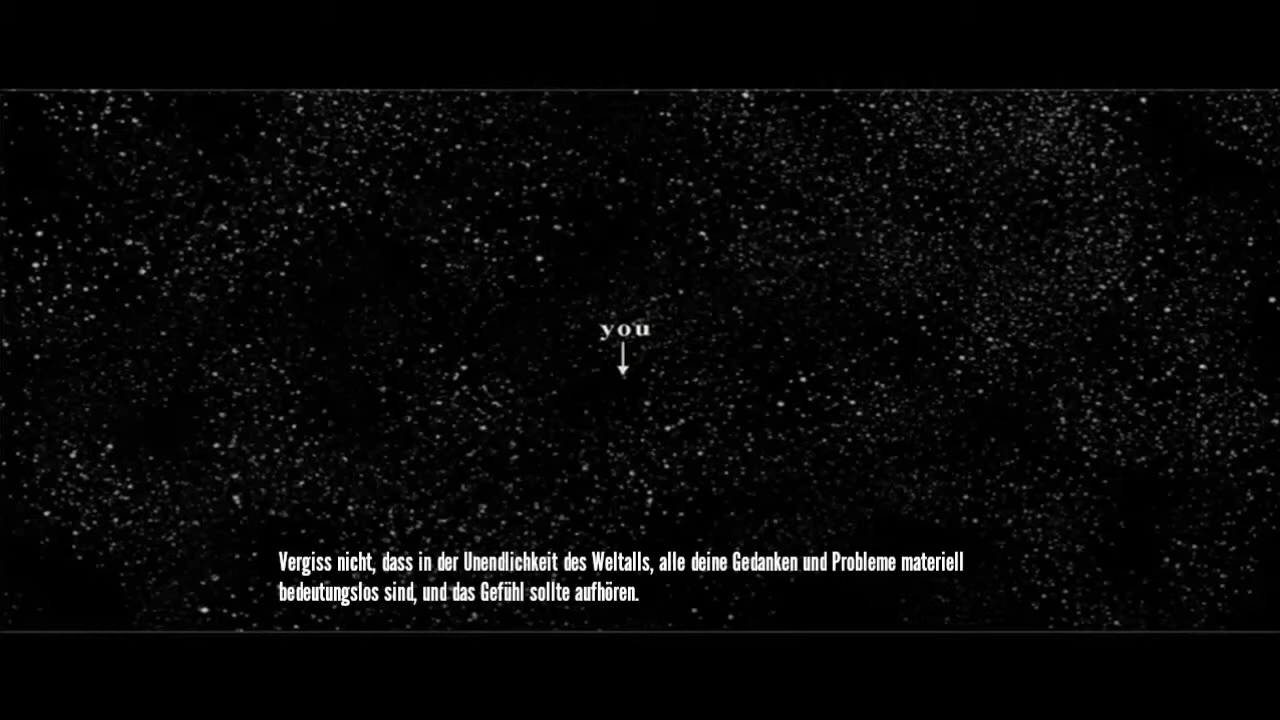 you
Vergiss nicht, dass in der Unendlichkeit des Weltalls, alle deine Gedanken und Probleme materiell
bedeutungslos sind, und das Gefühl sollte aufhören.